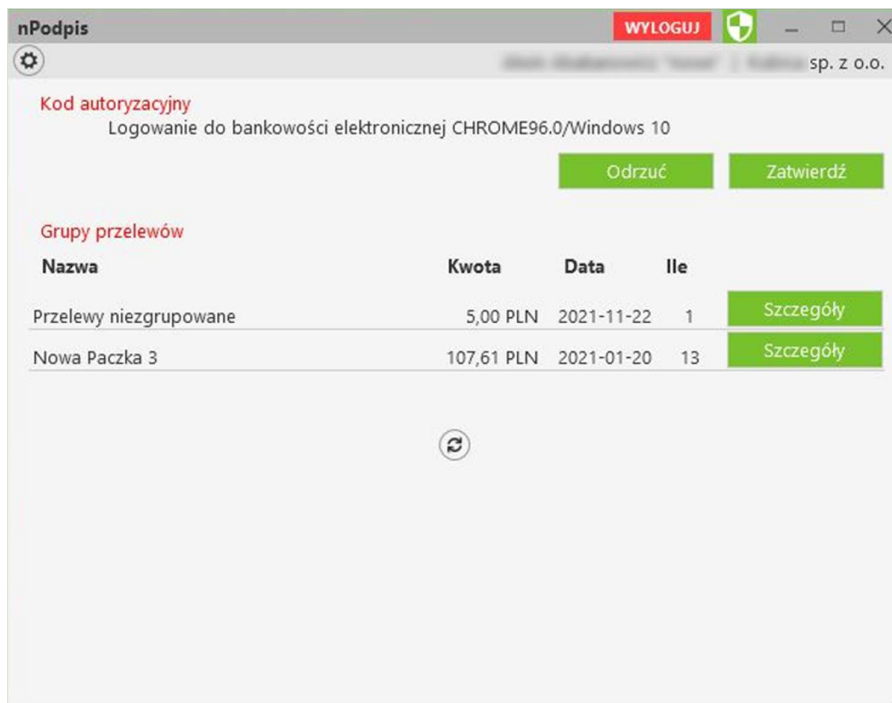 nPodpis WYLOGUJ
sp. z o.o.
Kod autoryzacyjny
Logowanie do bankowości elektronicznej CHROME96.0/Windows 10
Odrzuć Zatwierdź
Grupy przelewów
Nazwa Kwota Data Ile
Przelewy niezgrupowane 5,00 PLN 2021-11-22 1 Szczegóły
Nowa Paczka 3 107,61 PLN 2021-01-20 13 Szczegóły